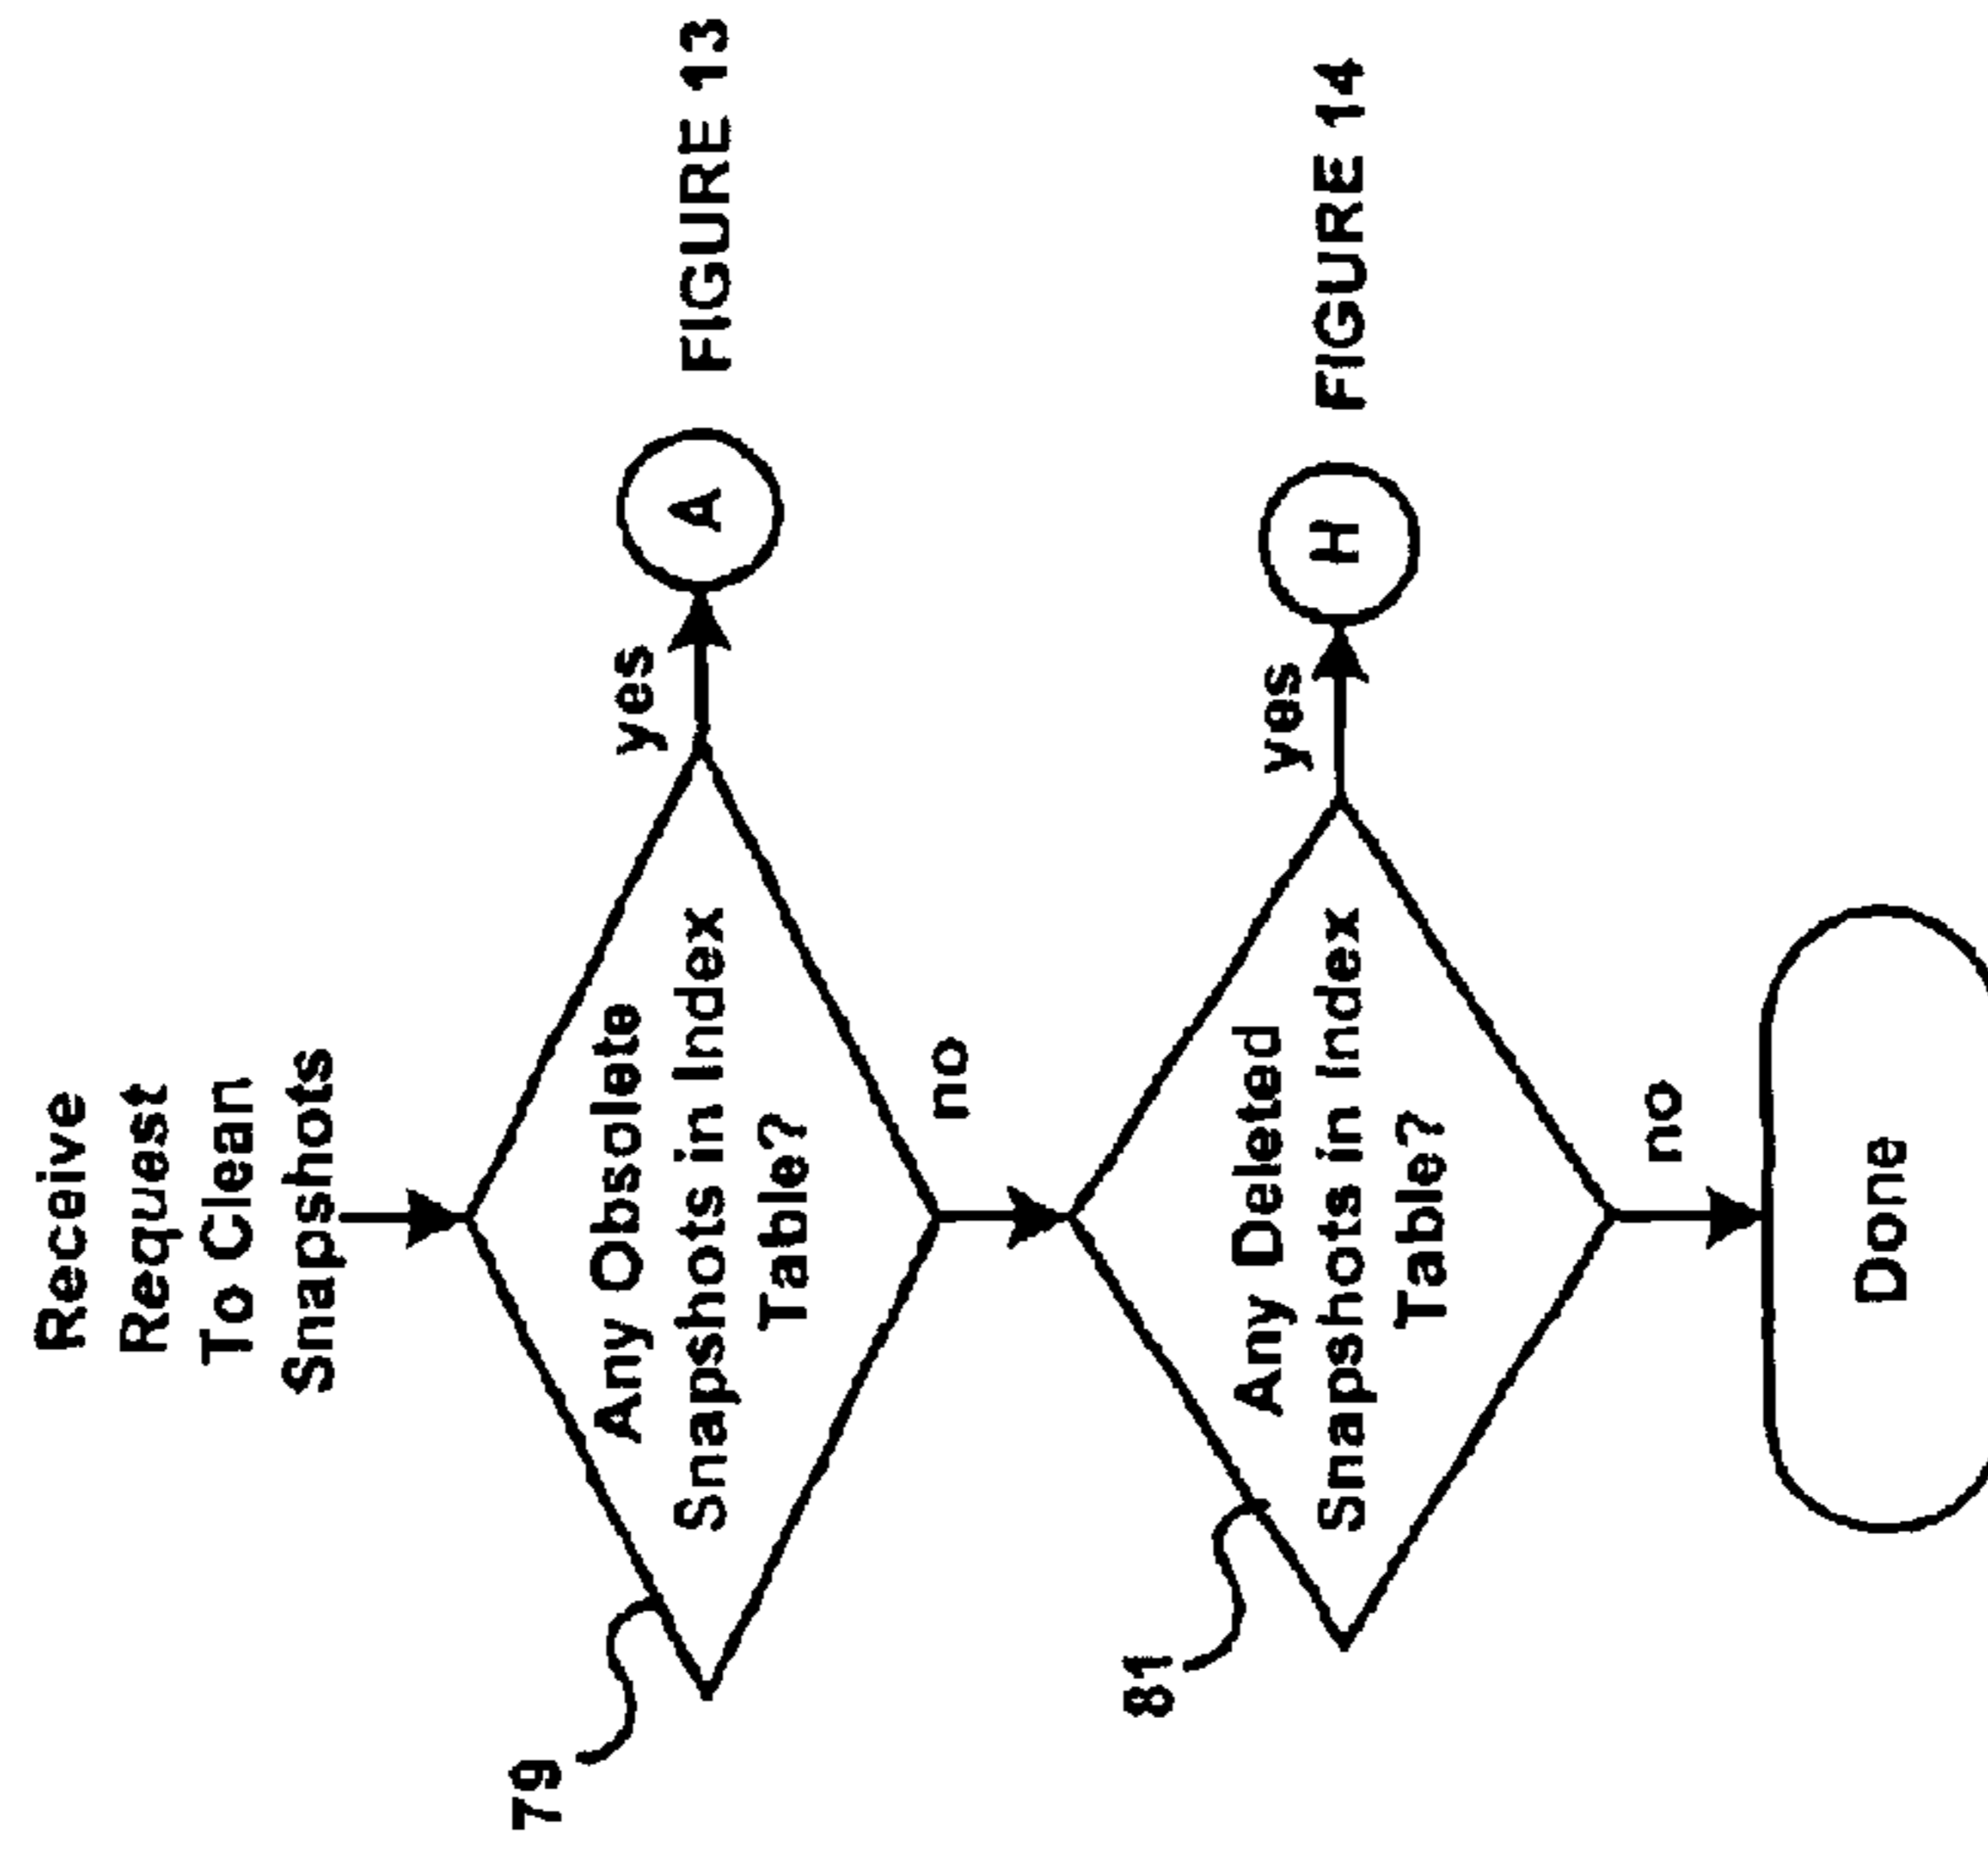 Receive
Request
To Clean
Snapshots
79
Any Obsolete
Snapshots in Index
Table?
yes
A
FIGURE 13
no
81
Any Deleted
Snapshots in Index
Table?
yes
H
FIGURE 14
no
Done